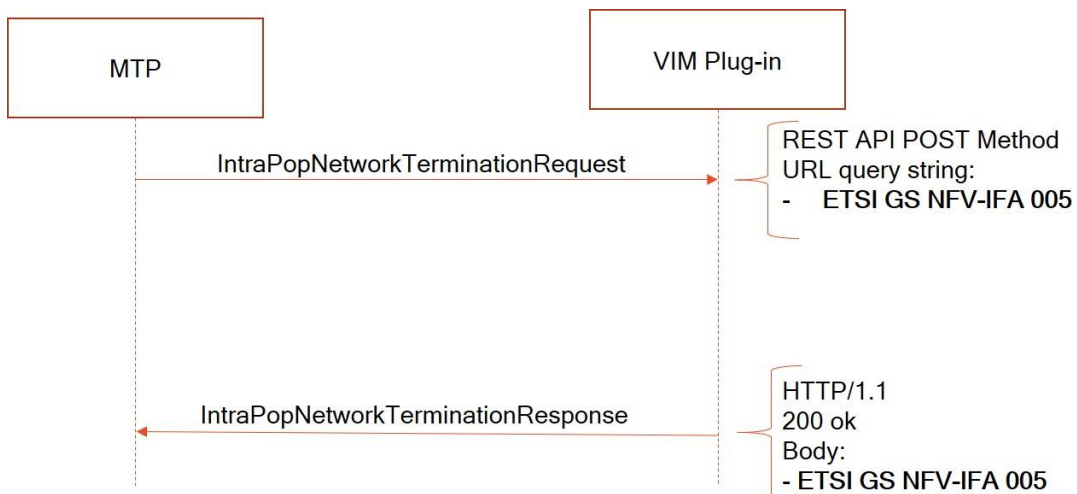 MTP
VIM Plug-in
IntraPopNetworkTerminationRequest
REST API POST Method
URL query string:
- ETSI GS NFV-IFA 005
IntraPopNetworkTerminationResponse
HTTP/1.1
200 ok
Body:
- ETSI GS NFV-IFA 005